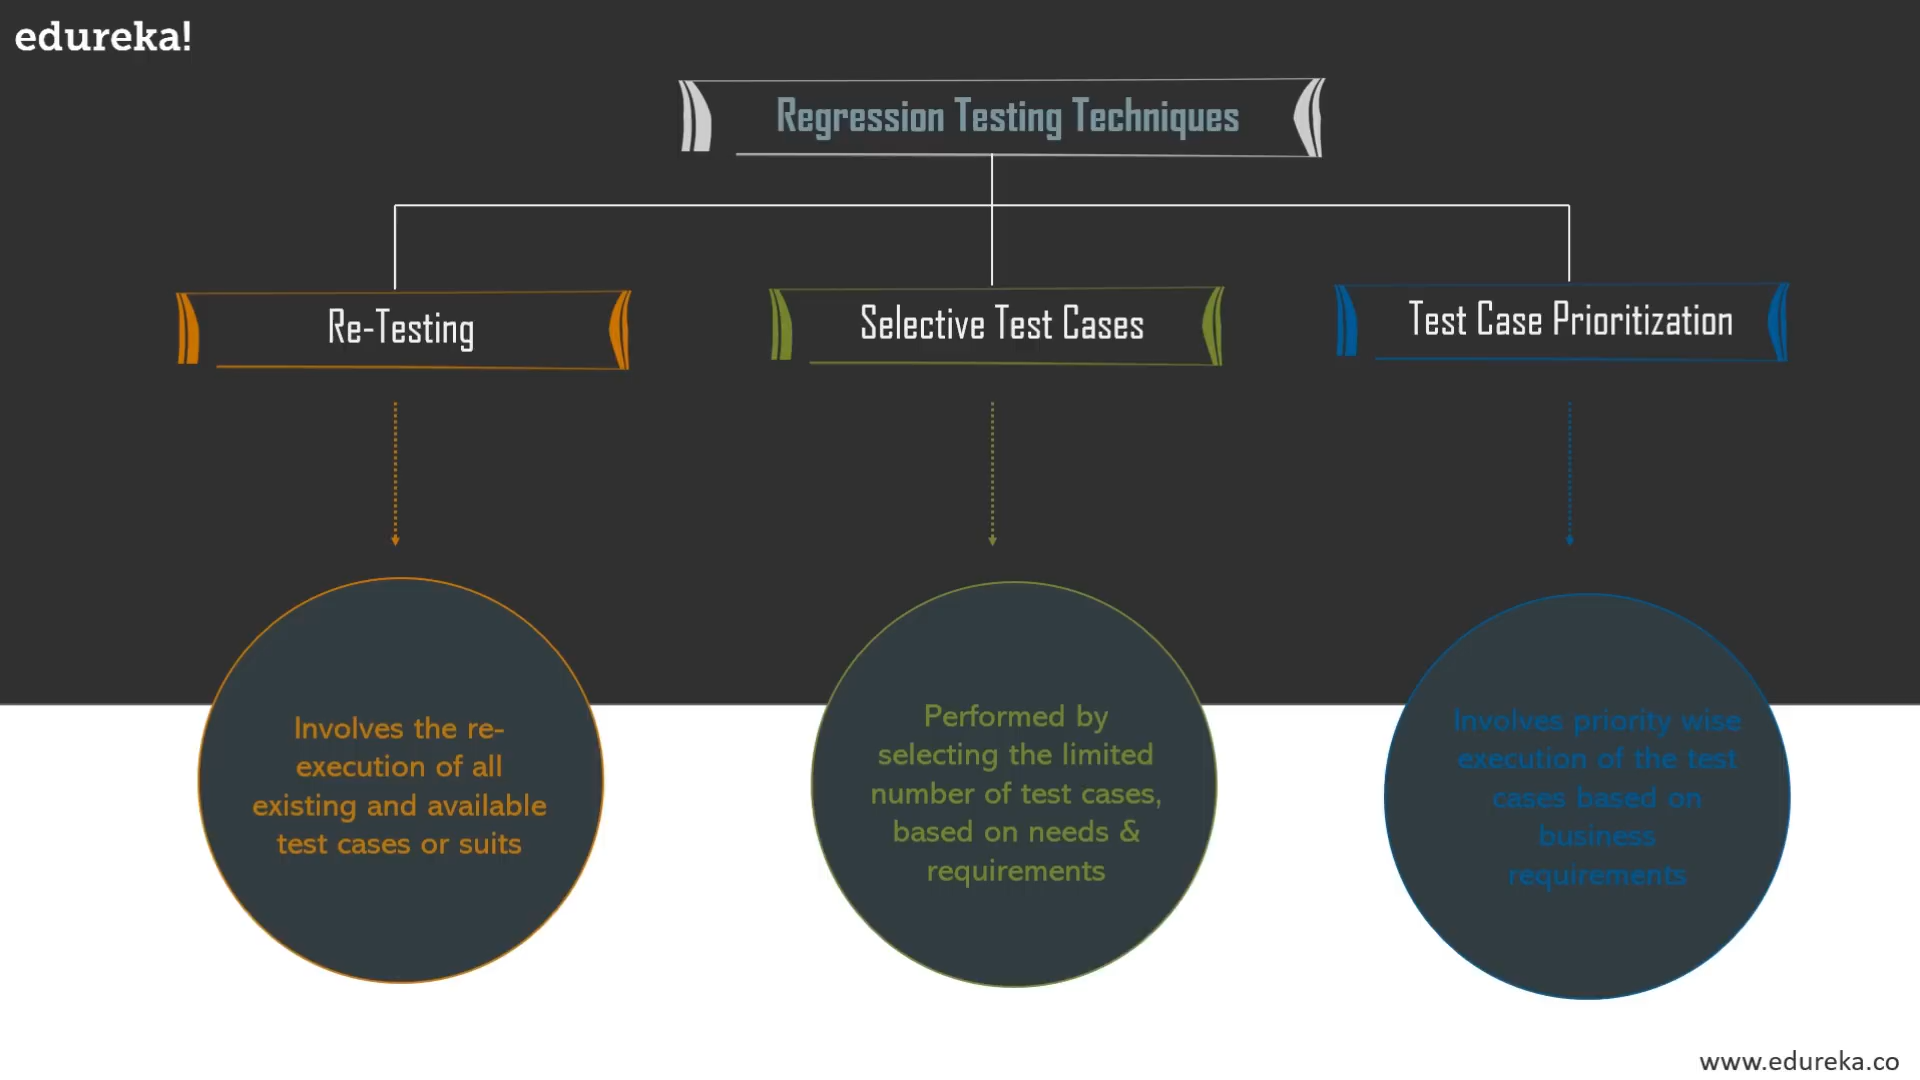 edureka!
Regression Testing Techniques
Re-Testing
Selective Test Cases
Test Case Prioritization
Involves the re-
execution of all
existing and available
test cases or suits
Performed by
selecting the limited
number of test cases,
based on needs &
requirements
Involves priority wise
execution of the test
cases based on
business
requirements
www.edureka.co